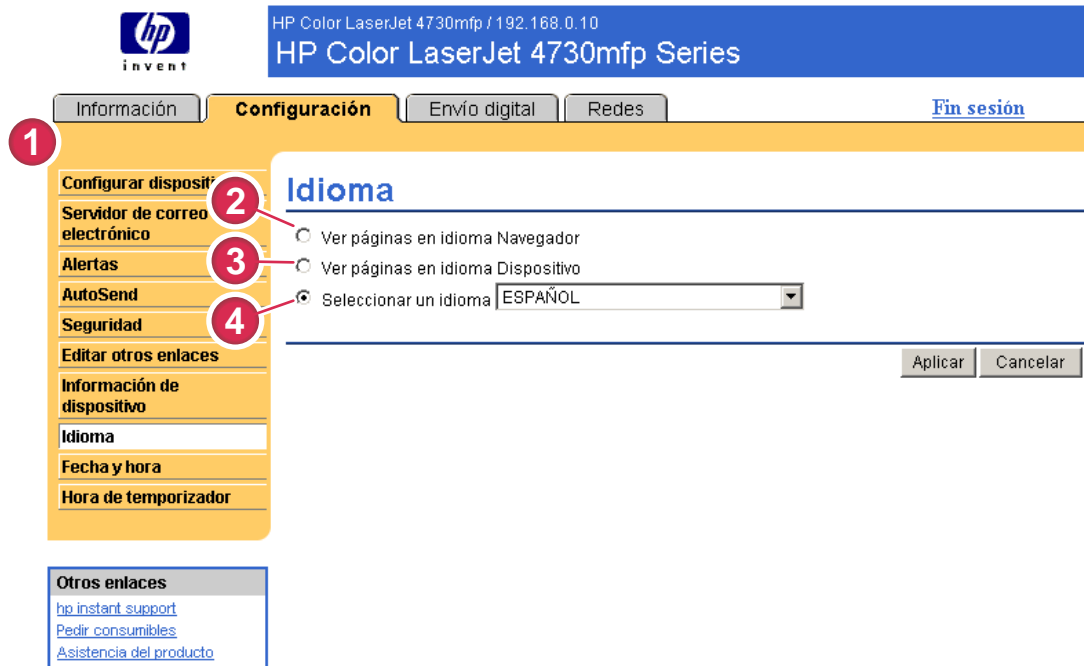 hp
invent
HP Color LaserJet 4730mfp / 192.168.0.10
HP Color LaserJet 4730mfp Series
Información
Configuración
Envío digital
Redes
Fin sesión
1
Configurar
Servidor de correo
electrónico
Alertas
AutoSend
Seguridad
Editar otros enlaces
Información de
dispositivo
Idioma
Fecha y hora
Hora de temporizador
Idioma
2
Ver páginas en idioma Navegador
3
Ver páginas en idioma Dispositivo
4
Seleccionar un idioma ESPAÑOL
Aplicar
Cancelar
Otros enlaces
hp instant support
Pedir consumibles
Asistencia del producto